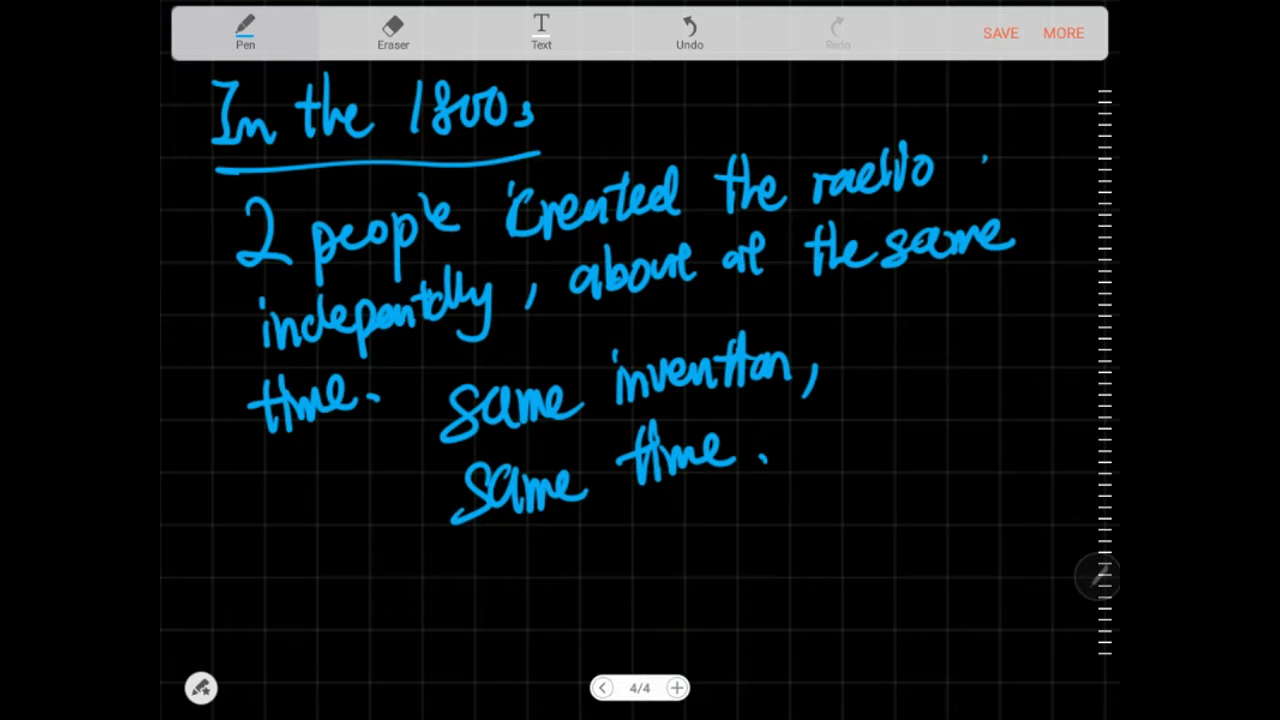 Pen Eraser Text Undo Redo SAVE MORE
In the 1800s
2 people created the radio
indepently, about at the same
time. same invention,
same time.
4/4